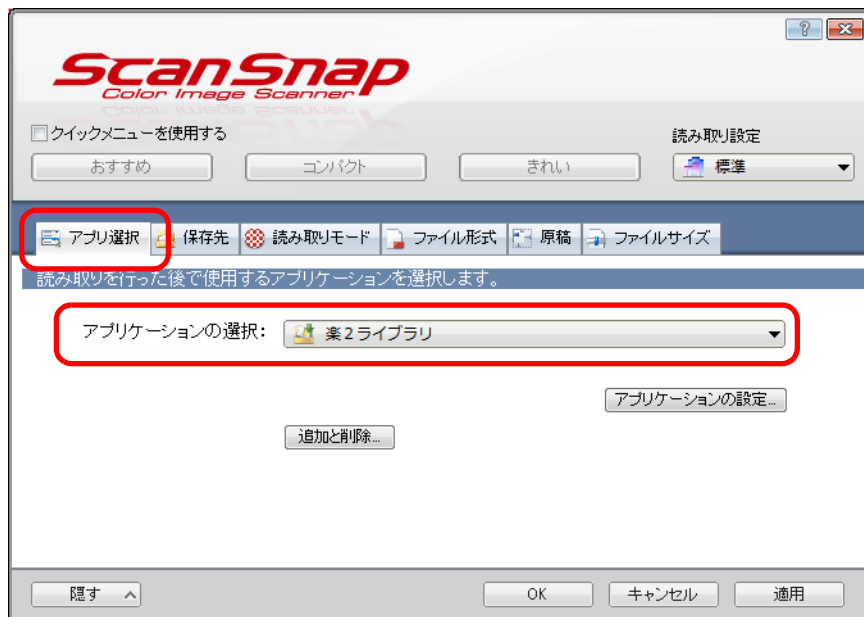 ScanSnap
Color Image Scanner
クイックメニューを使用する
読み取り設定
おすすめ
コンパクト
きれい
標準
アプリ選択
保存先
読み取りモード
ファイル形式
原稿
ファイルサイズ
読み取りを行った後で使用するアプリケーションを選択します。
アプリケーションの選択:
楽2ライブラリ
アプリケーションの設定...
追加と削除...
隠す
OK
キャンセル
適用